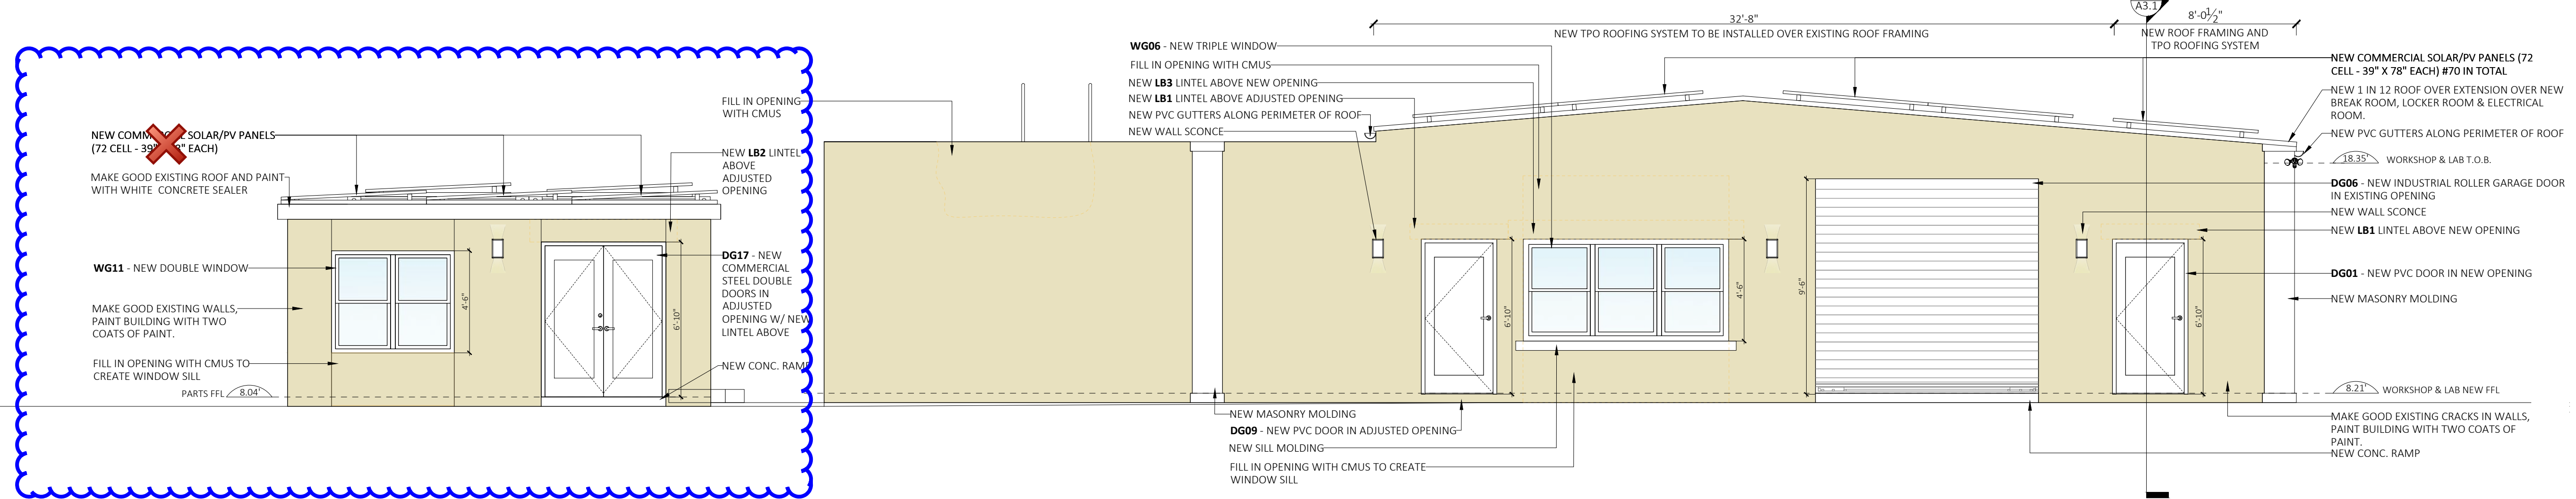 NEW COMM SOLAR/PV PANELS
(72 CELL - 39" EACH)
MAKE GOOD EXISTING ROOF AND PAINT
WITH WHITE CONCRETE SEALER
WG11 - NEW DOUBLE WINDOW
MAKE GOOD EXISTING WALLS,
PAINT BUILDING WITH TWO
COATS OF PAINT.
FILL IN OPENING WITH CMUS TO
CREATE WINDOW SILL
PARTS FFL
8.04'
4'-6"
6'-10"
FILL IN OPENING
WITH CMUS
NEW LB2 LINTEL
ABOVE
ADJUSTED
OPENING
DG17 - NEW
COMMERCIAL
STEEL DOUBLE
DOORS IN
ADJUSTED
OPENING W/ NEW
LINTEL ABOVE
NEW CONC. RAMP
WG06 - NEW TRIPLE WINDOW
FILL IN OPENING WITH CMUS
NEW LB3 LINTEL ABOVE NEW OPENING
NEW LB1 LINTEL ABOVE ADJUSTED OPENING
NEW PVC GUTTERS ALONG PERIMETER OF ROOF
NEW WALL SCONCE
32'-8"
NEW TPO ROOFING SYSTEM TO BE INSTALLED OVER EXISTING ROOF FRAMING
A3.1
8'-0 1/2"
NEW ROOF FRAMING AND
TPO ROOFING SYSTEM
6'-10"
4'-6"
9'-6"
6'-10"
NEW MASONRY MOLDING
DG09 - NEW PVC DOOR IN ADJUSTED OPENING
NEW SILL MOLDING
FILL IN OPENING WITH CMUS TO CREATE
WINDOW SILL
NEW COMMERCIAL SOLAR/PV PANELS (72
CELL - 39" X 78" EACH) #70 IN TOTAL
NEW 1 IN 12 ROOF OVER EXTENSION OVER NEW
BREAK ROOM, LOCKER ROOM & ELECTRICAL
ROOM.
NEW PVC GUTTERS ALONG PERIMETER OF ROOF
18.35'
WORKSHOP & LAB T.O.B.
DG06 - NEW INDUSTRIAL ROLLER GARAGE DOOR
IN EXISTING OPENING
NEW WALL SCONCE
NEW LB1 LINTEL ABOVE NEW OPENING
DG01 - NEW PVC DOOR IN NEW OPENING
NEW MASONRY MOLDING
8.21'
WORKSHOP & LAB NEW FFL
MAKE GOOD EXISTING CRACKS IN WALLS,
PAINT BUILDING WITH TWO COATS OF
PAINT.
NEW CONC. RAMP